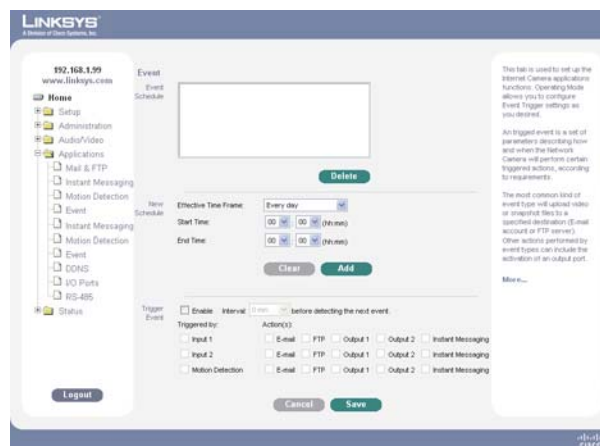 LINKSYS®
A Division of Cisco Systems, Inc.
192.168.1.99
www.linksys.com
Home
Setup
Administration
Audio/Video
Applications
Mail & FTP
Instant Messaging
Motion Detection
Event
Instant Messaging
Motion Detection
Event
DDNS
I/O Ports
RS-485
Status
Logout
Event
Event Schedule
Delete
New Schedule
Effective Time Frame: Every day
Start Time: 00 : 00 (hh:mm)
End Time: 00 : 00 (hh:mm)
Clear Add
Trigger Event
Enable Interval: 0 min before detecting the next event.
Triggered by: Action(s):
Input 1 E-mail FTP Output 1 Output 2 Instant Messaging
Input 2 E-mail FTP Output 1 Output 2 Instant Messaging
Motion Detection E-mail FTP Output 1 Output 2 Instant Messaging
Cancel Save
This tab is used to set up the
Internet Camera applications
functions. Operating Mode
allows you to configure
Event Trigger settings as
you desired.
An trigged event is a set of
parameters describing how
and when the Network
Camera will perform certain
triggered actions, according
to requirements.
The most common kind of
event type will upload video
or snapshot files to a
specified destination (E-mail
account or FTP server).
Other actions performed by
event types can include the
activation of an output port.
More...
CISCO